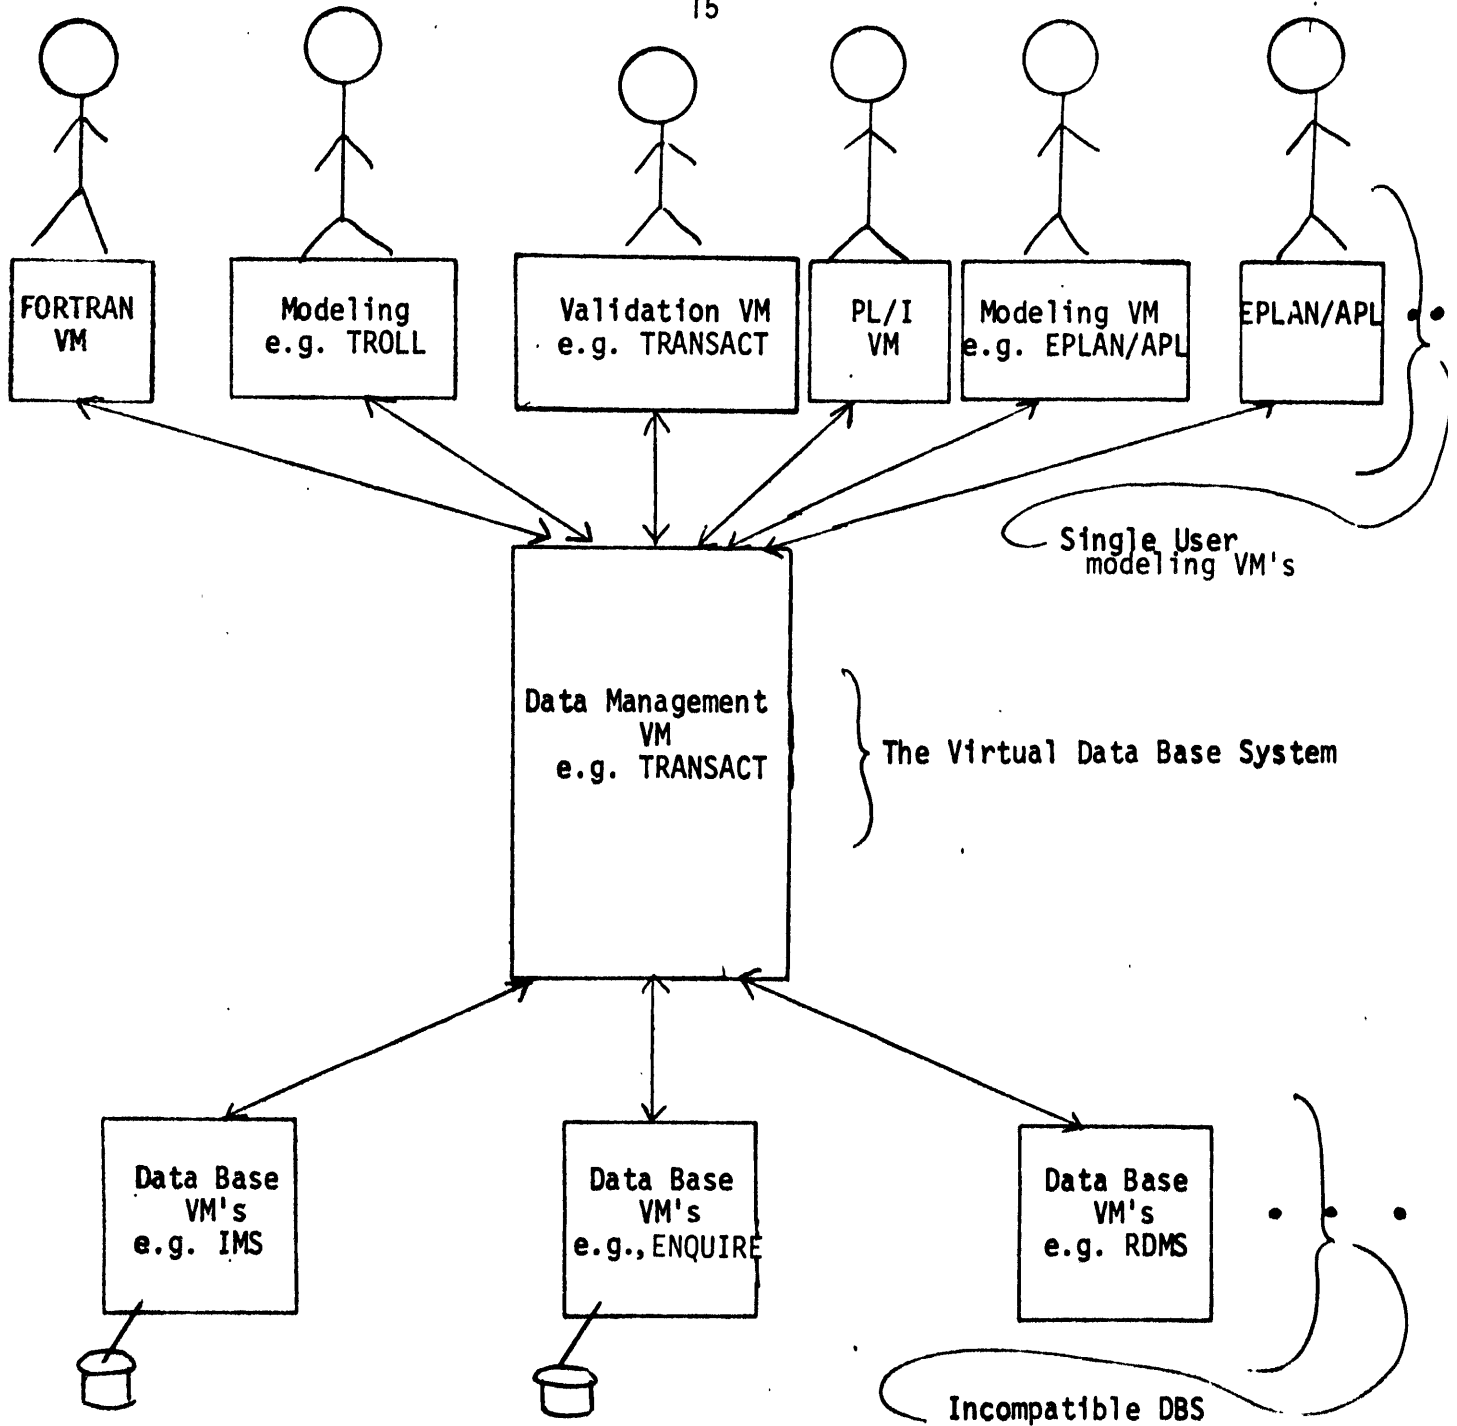 15
FORTRAN
VM
Modeling
e.g. TROLL
Validation VM
e.g. TRANSACT
PL/I
VM
Modeling VM
e.g. EPLAN/APL
EPLAN/APL
Single User
modeling VM's
Data Management
VM
e.g. TRANSACT
The Virtual Data Base System
Data Base
VM's
e.g. IMS
Data Base
VM's
e.g., ENQUIRE
Data Base
VM's
e.g. RDMS
Incompatible DBS